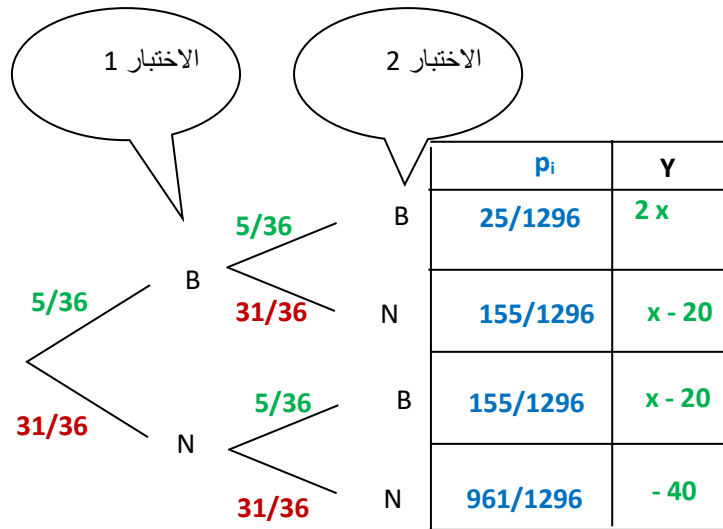 الاختبار 1
الاختبار 2
pᵢ Y
5/36 B 25/1296 2 x
5/36 B
31/36 N 155/1296 x - 20
5/36 B 155/1296 x - 20
31/36 N
31/36 N 961/1296 - 40